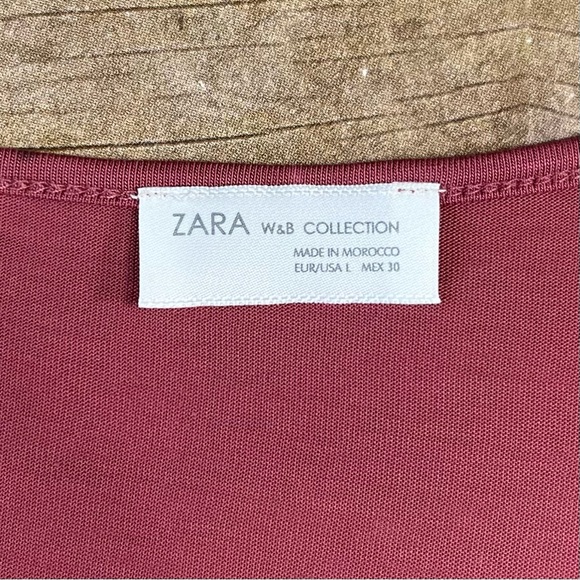 ZARA W&B COLLECTION
MADE IN MOROCCO
EUR/USA L MEX 30